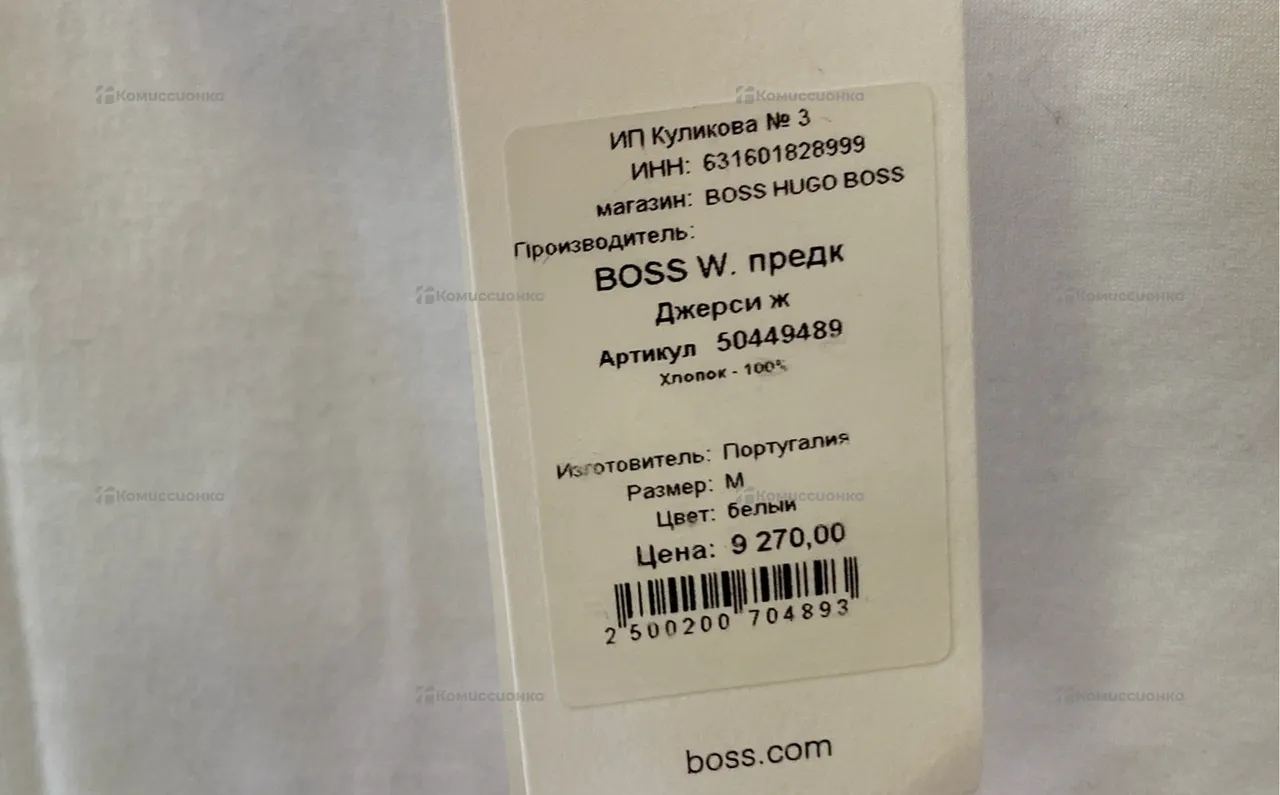 ИП Куликова № 3
ИНН: 631601828999
магазин: BOSS HUGO BOSS
Производитель:
BOSS W. предк
Джерси ж
Артикул 50449489
Хлопок - 100%
Изготовитель: Португалия
Размер: M
Цвет: белый
Цена: 9 270,00
2 500200 704893
boss.com
Комиссионка
Комиссионка
Комиссионка
Комиссионка
Комиссионка
Комиссионка
Комиссионка
Комиссионка